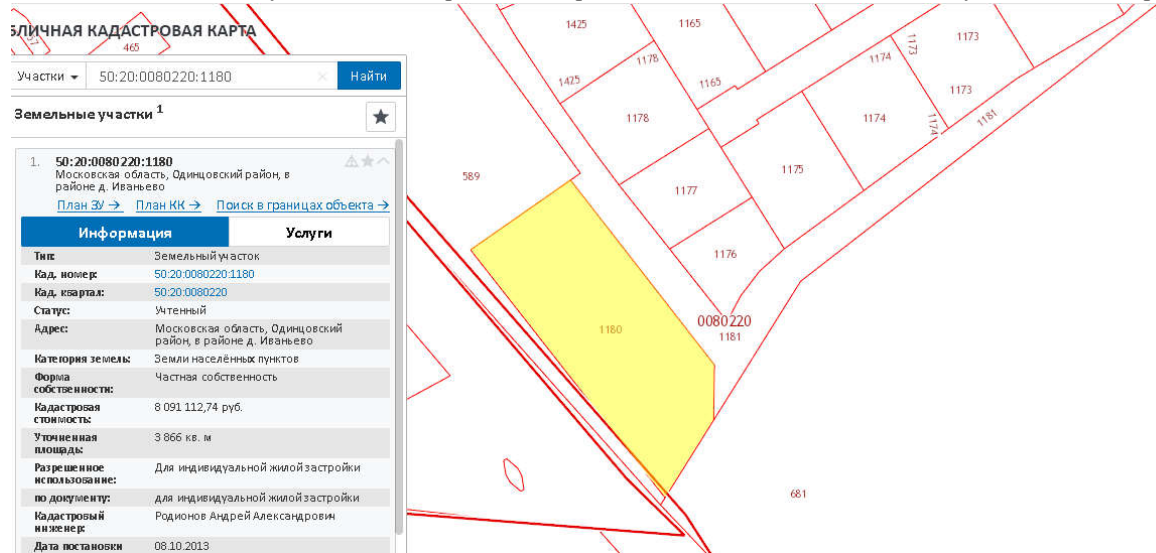 БЛИЧНАЯ КАДАСТРОВАЯ КАРТА
465
Участки 50:20:0080220:1180 × Найти
Земельные участки 1
1. 50:20:0080220:1180
Московская область, Одинцовский район, в
районе д. Иваньево
План ЗУ → План КК → Поиск в границах объекта →
Информация Услуги
Тип: Земельный участок
Кад. номер: 50:20:0080220:1180
Кад. квартал: 50:20:0080220
Статус: Учтенный
Адрес: Московская область, Одинцовский
район, в районе д. Иваньево
Категория земель: Земли населённых пунктов
Форма
собственности: Частная собственность
Кадастровая
стоимость: 8 091 112,74 руб.
Уточненная
площадь: 3 866 кв. м
Разрешенное
использование: Для индивидуальной жилой застройки
по документу: для индивидуальной жилой застройки
Кадастровый
инженер: Родионов Андрей Александрович
Дата постановки 08.10.2013
1425
1165
1173
1178
1174
1173
1425
1165
1173
1178
1174
1174
1181
589
1175
1177
1176
1180
0080220
1181
681